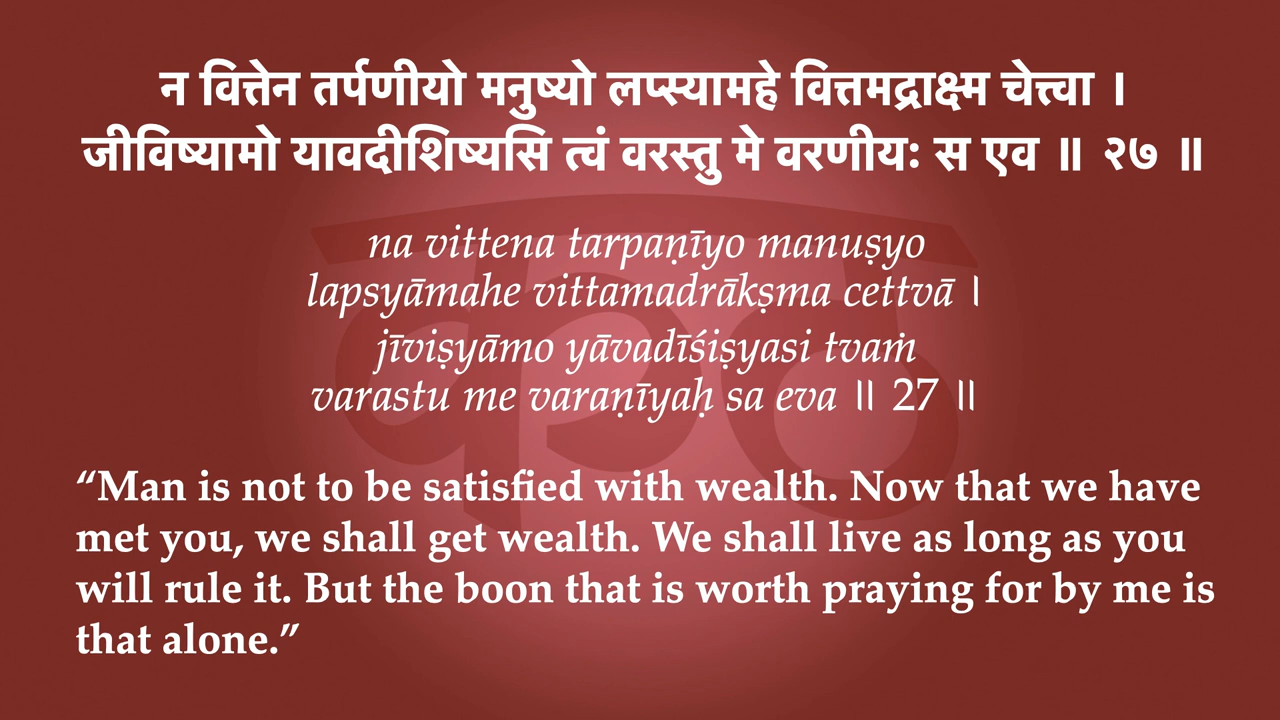 न वित्तेन तर्पणीयो मनुष्यो लप्स्यामहे वित्तमद्राक्ष्म चेत्त्वा ।
जीविष्यामो यावदीशिष्यसि त्वं वरस्तु मे वरणीयः स एव ॥ २७ ॥
na vittena tarpaṇīyo manuṣyo
lapsyāmahe vittamadrākṣma cettvā ।
jīviṣyāmo yāvadīśiṣyasi tvaṁ
varastu me varaṇīyaḥ sa eva ॥ 27 ॥
“Man is not to be satisfied with wealth. Now that we have
met you, we shall get wealth. We shall live as long as you
will rule it. But the boon that is worth praying for by me is
that alone.”